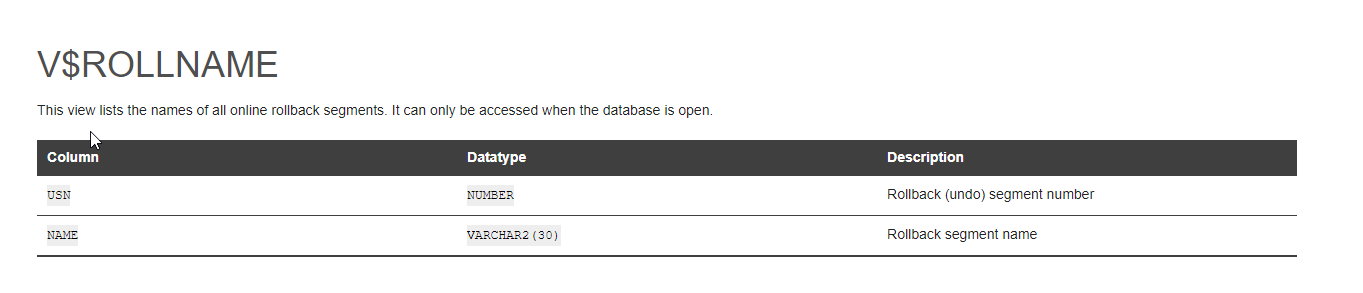 V$ROLLNAME
This view lists the names of all online rollback segments. It can only be accessed when the database is open.
Column Datatype Description
USN NUMBER Rollback (undo) segment number
NAME VARCHAR2(30) Rollback segment name